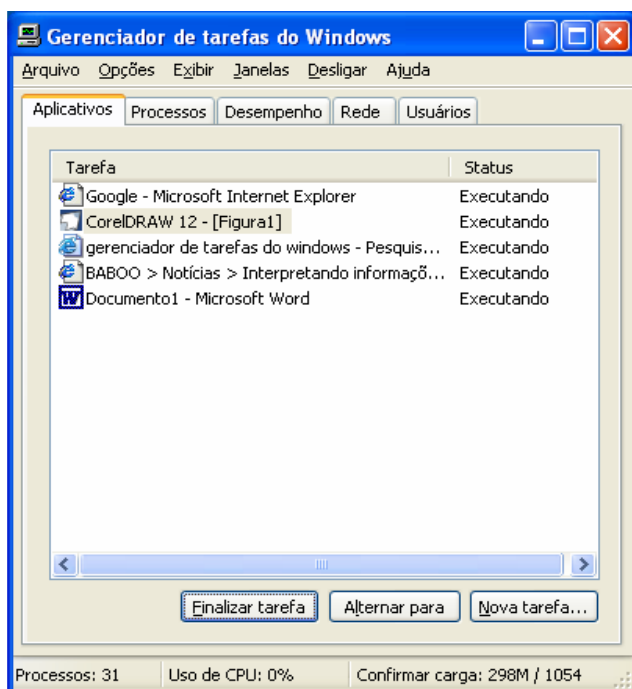 Gerenciador de tarefas do Windows
Arquivo Opções Exibir Janelas Desligar Ajuda
Aplicativos Processos Desempenho Rede Usuários
Tarefa Status
Google - Microsoft Internet Explorer Executando
CorelDRAW 12 - [Figura1] Executando
gerenciador de tarefas do windows - Pesquis... Executando
BABOO > Notícias > Interpretando informaçõ... Executando
Documento1 - Microsoft Word Executando
Finalizar tarefa Alternar para Nova tarefa...
Processos: 31 Uso de CPU: 0% Confirmar carga: 298M / 1054